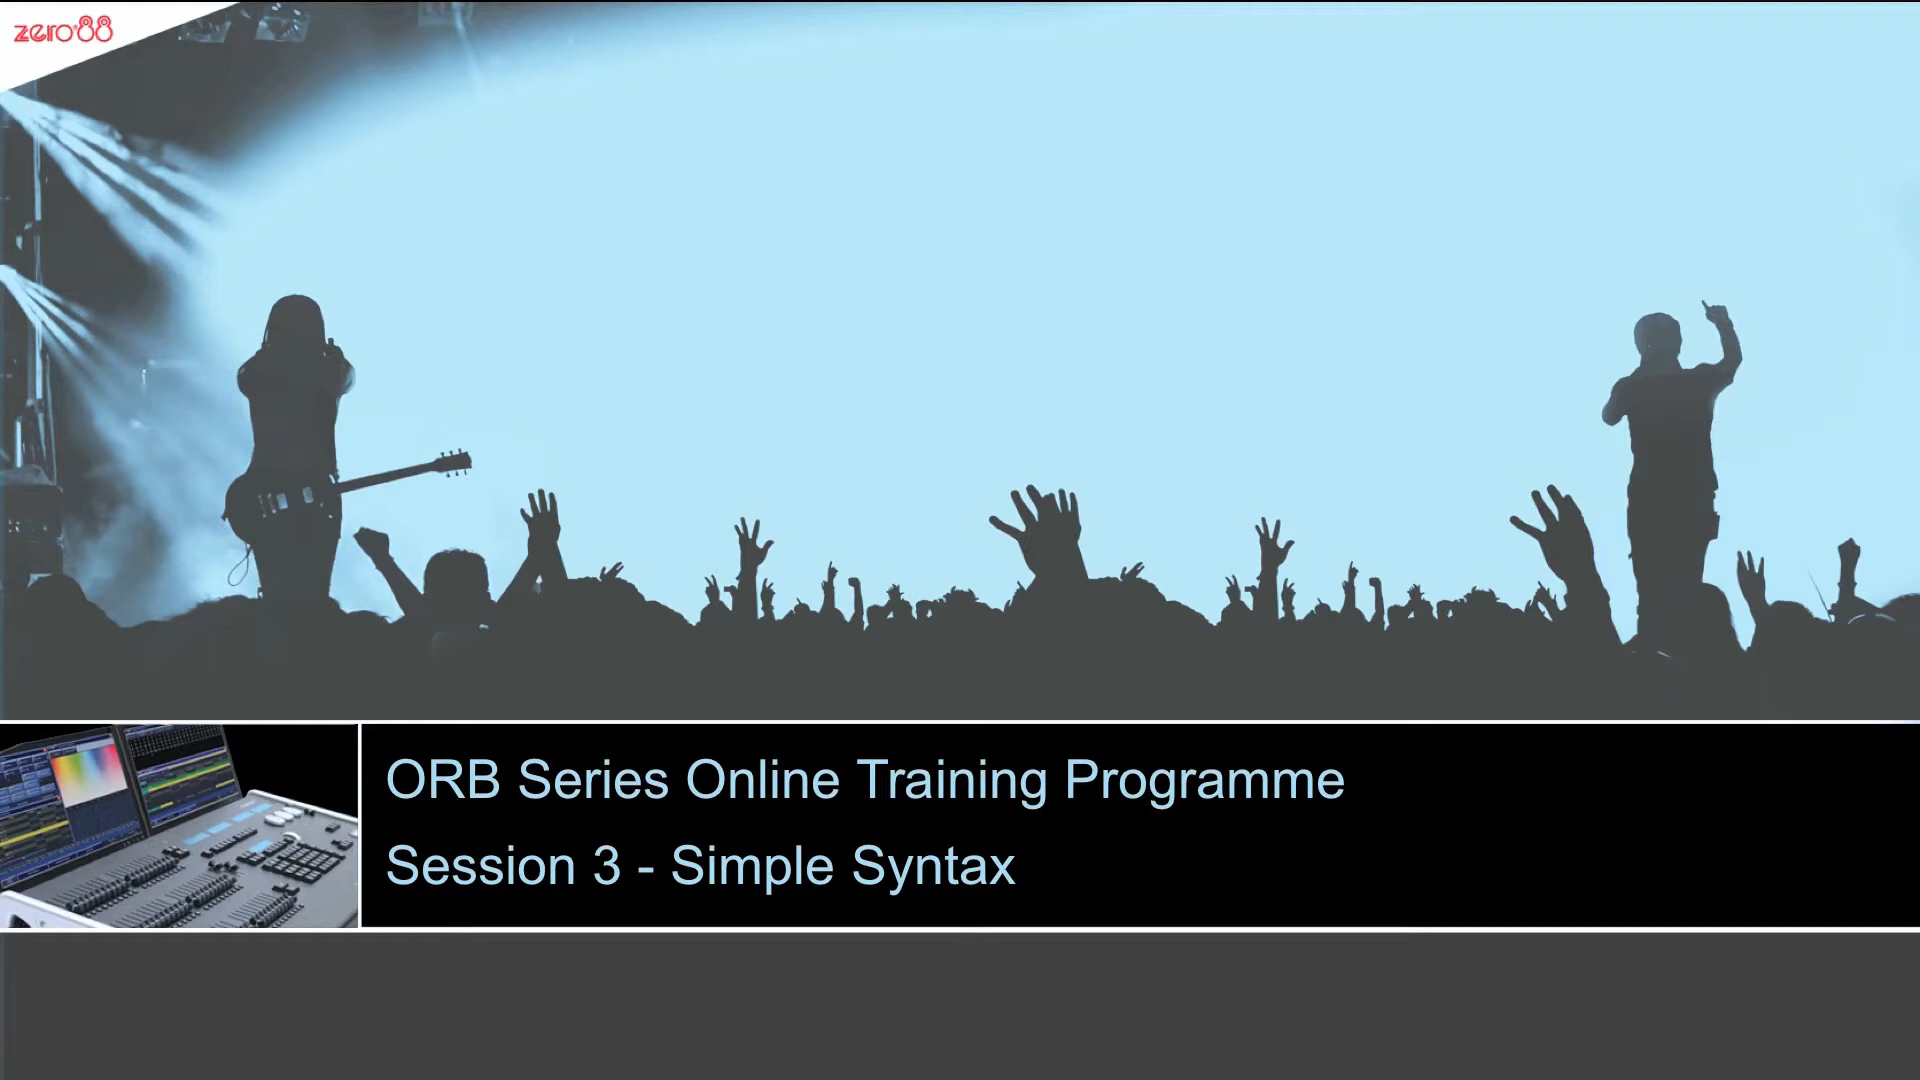 zero88
ORB Series Online Training Programme
Session 3 - Simple Syntax